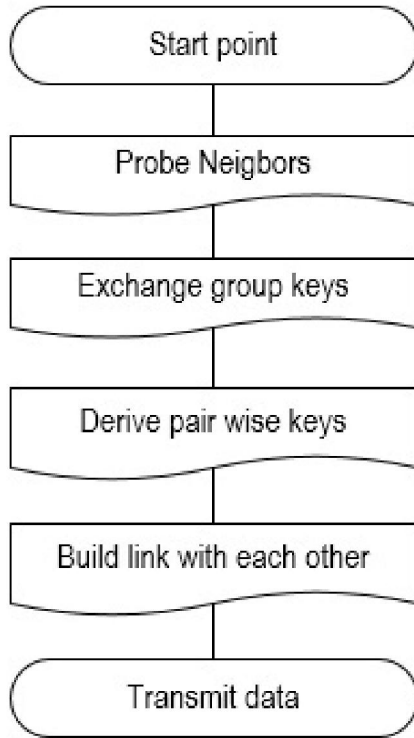 Start point
Probe Neigbors
Exchange group keys
Derive pair wise keys
Build link with each other
Transmit data